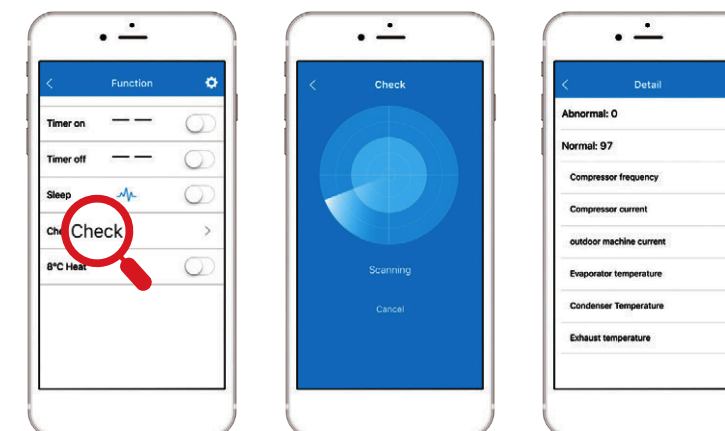 Function
Timer on
Timer off
Sleep
Check
8°C Heat
Check
Scanning
Cancel
Detail
Abnormal: 0
Normal: 97
Compressor frequency
Compressor current
outdoor machine current
Evaporator temperature
Condenser Temperature
Exhaust temperature